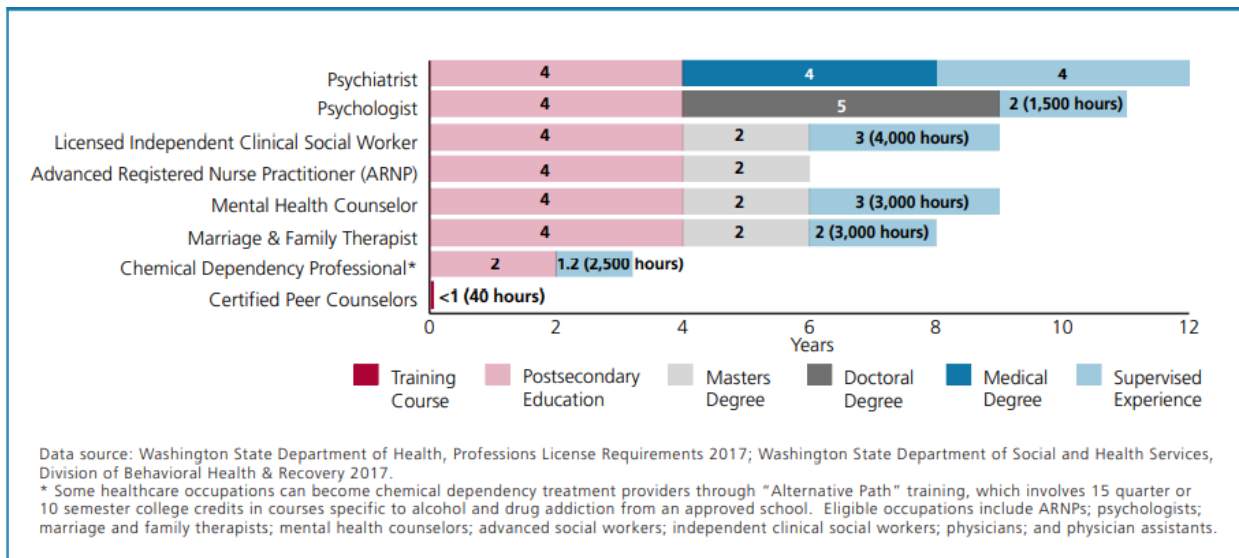 Psychiatrist 4 4 4
Psychologist 4 5 2 (1,500 hours)
Licensed Independent Clinical Social Worker 4 2 3 (4,000 hours)
Advanced Registered Nurse Practitioner (ARNP) 4 2
Mental Health Counselor 4 2 3 (3,000 hours)
Marriage & Family Therapist 4 2 2 (3,000 hours)
Chemical Dependency Professional* 2 1.2 (2,500 hours)
Certified Peer Counselors <1 (40 hours)
0 2 4 6 8 10 12
Years
Training Course
Postsecondary Education
Masters Degree
Doctoral Degree
Medical Degree
Supervised Experience
Data source: Washington State Department of Health, Professions License Requirements 2017; Washington State Department of Social and Health Services,
Division of Behavioral Health & Recovery 2017.
* Some healthcare occupations can become chemical dependency treatment providers through “Alternative Path” training, which involves 15 quarter or
10 semester college credits in courses specific to alcohol and drug addiction from an approved school. Eligible occupations include ARNPs; psychologists;
marriage and family therapists; mental health counselors; advanced social workers; independent clinical social workers; physicians; and physician assistants.